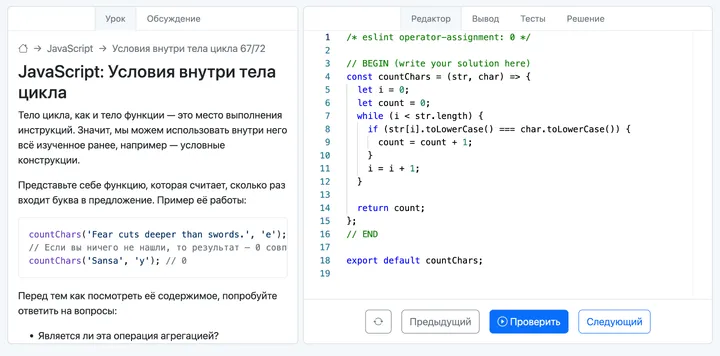 Урок Обсуждение
→ JavaScript → Условия внутри тела цикла 67/72
JavaScript: Условия внутри тела
цикла
Тело цикла, как и тело функции — это место выполнения
инструкций. Значит, мы можем использовать внутри него
всё изученное ранее, например — условные
конструкции.
Представьте себе функцию, которая считает, сколько раз
входит буква в предложение. Пример её работы:
countChars('Fear cuts deeper than swords.', 'e');
// Если вы ничего не нашли, то результат — 0 совп
countChars('Sansa', 'y'); // 0
Перед тем как посмотреть её содержимое, попробуйте
ответить на вопросы:
• Является ли эта операция агрегацией?
Редактор Вывод Тесты Решение
1 /* eslint operator-assignment: 0 */
2
3 // BEGIN (write your solution here)
4 const countChars = (str, char) => {
5 let i = 0;
6 let count = 0;
7 while (i < str.length) {
8 if (str[i].toLowerCase() === char.toLowerCase()) {
9 count = count + 1;
10 }
11 i = i + 1;
12 }
13
14 return count;
15 };
16 // END
17
18 export default countChars;
19
Предыдущий Проверить Следующий